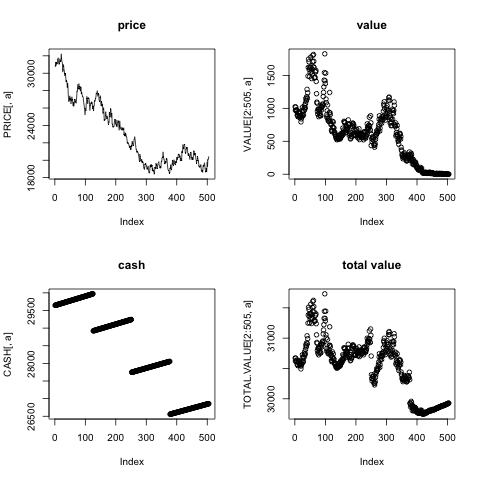 price
PRICE[, a]
30000
24000
18000
0 100 200 300 400 500
Index
value
VALUE[2:505, a]
1500
1000
500
0
0 100 200 300 400 500
Index
cash
CASH[, a]
29500
28000
26500
0 100 200 300 400 500
Index
total value
TOTAL.VALUE[2:505, a]
31000
30000
0 100 200 300 400 500
Index